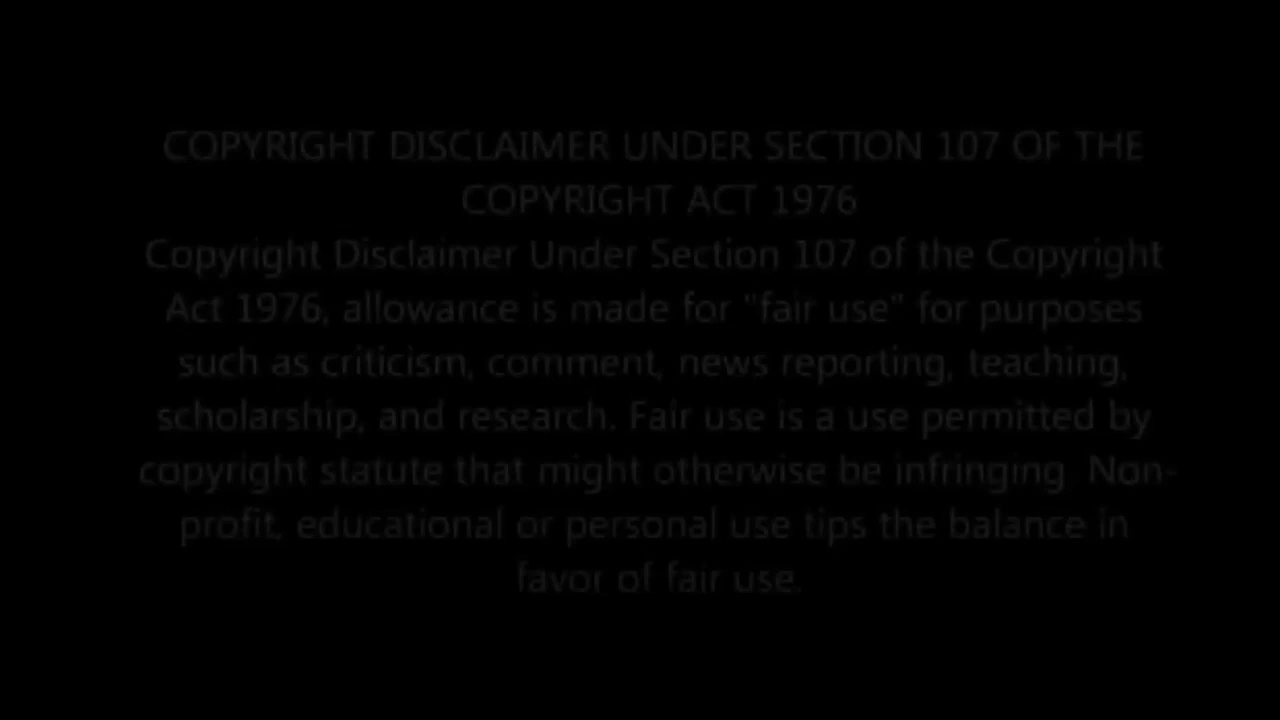 COPYRIGHT DISCLAIMER UNDER SECTION 107 OF THE
COPYRIGHT ACT 1976
Copyright Disclaimer Under Section 107 of the Copyright
Act 1976, allowance is made for "fair use" for purposes
such as criticism, comment, news reporting, teaching,
scholarship, and research. Fair use is a use permitted by
copyright statute that might otherwise be infringing. Non-
profit, educational or personal use tips the balance in
favor of fair use.